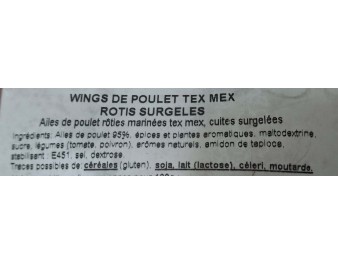 WINGS DE POULET TEX MEX
ROTIS SURGELES
Ailes de poulet rôties marinées tex mex, cuites surgelées
Ingrédients: Ailes de poulet 95%, épices et plantes aromatiques, maltodextrine,
sucre, légumes (tomate, poivron), arômes naturels, amidon de tapioca,
stabilisant : E451, sel, dextrose.
Traces possibles de céréales (gluten), soja, lait (lactose), céleri, moutarde,